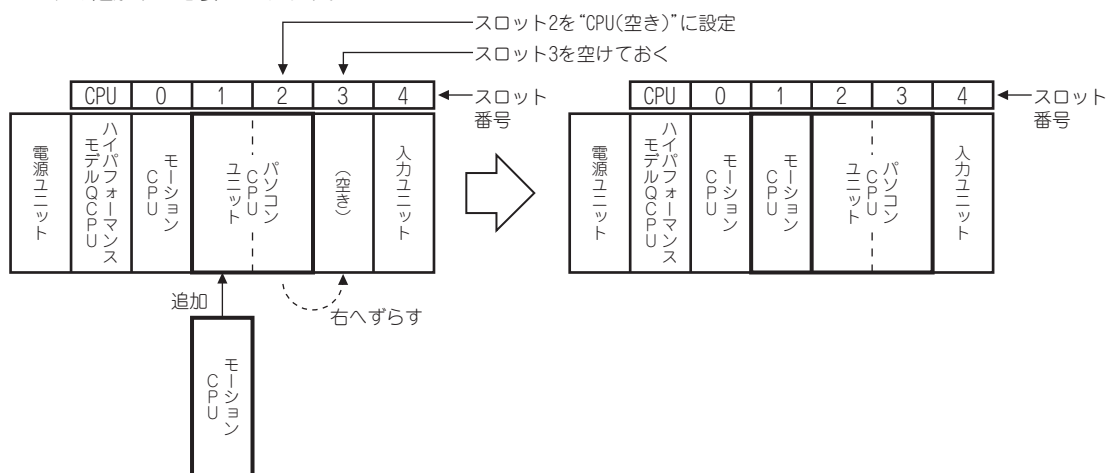 スロット2を“CPU(空き)”に設定
スロット3を空けておく
CPU 0 1 2 3 4
スロット番号
電源ユニット
ハイパフォーマンスモデルQCPU
モーションCPU
パソコンCPUユニット
(空き)
入力ユニット
追加
右へずらす
モーションCPU
CPU 0 1 2 3 4
スロット番号
電源ユニット
ハイパフォーマンスモデルQCPU
モーションCPU
モーションCPU
パソコンCPUユニット
入力ユニット